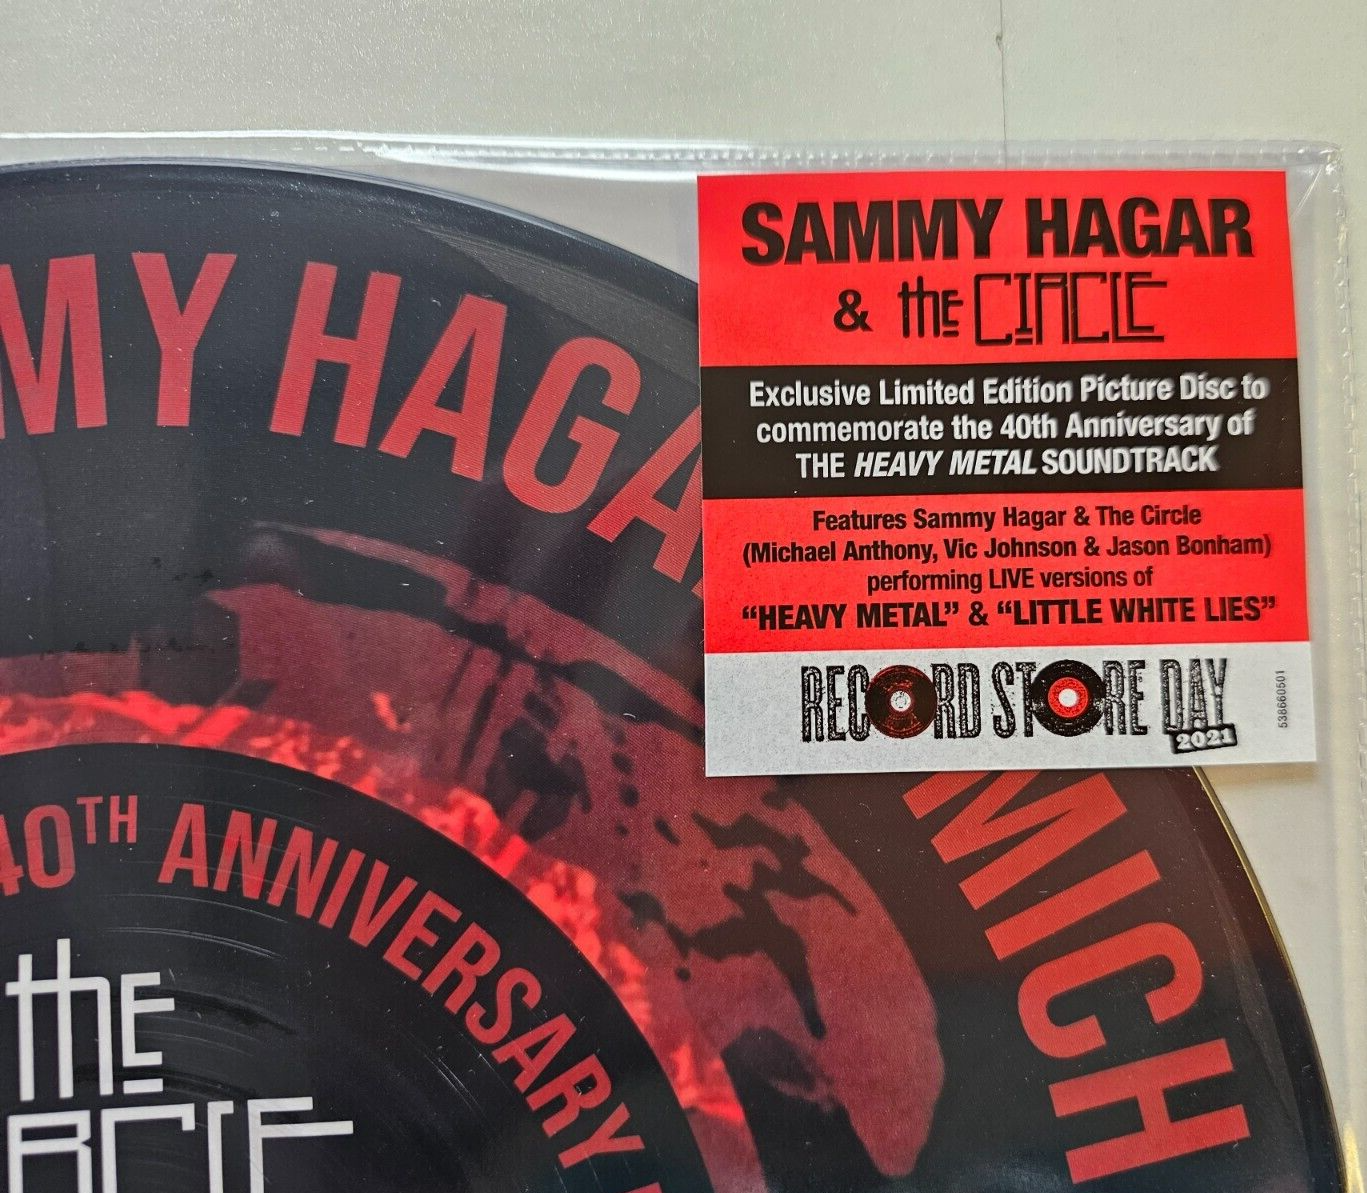 MMY HAGA
MICH
40TH ANNIVERSARY
the
SAMMY HAGAR
& the CIRCLE
Exclusive Limited Edition Picture Disc to
commemorate the 40th Anniversary of
THE HEAVY METAL SOUNDTRACK
Features Sammy Hagar & The Circle
(Michael Anthony, Vic Johnson & Jason Bonham)
performing LIVE versions of
“HEAVY METAL” & “LITTLE WHITE LIES”
RECORD STORE DAY
2021
538660501